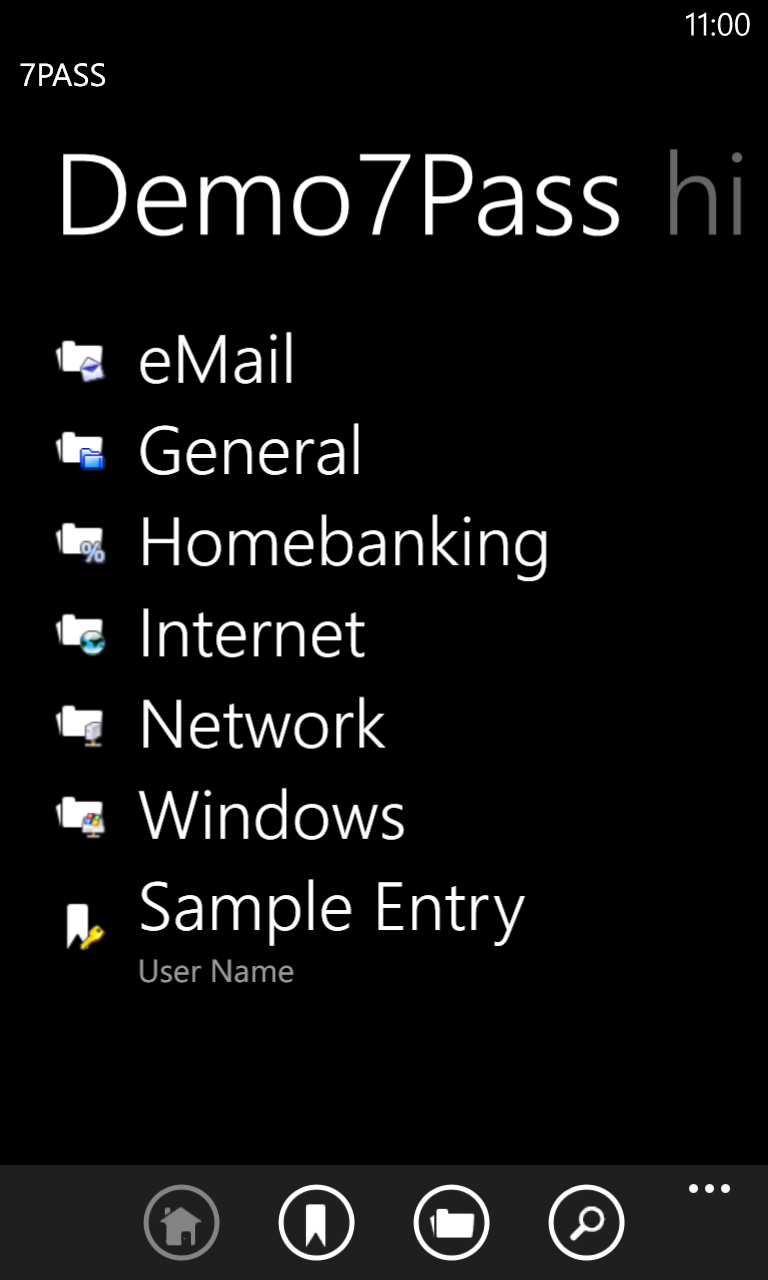 11:00
7PASS
Demo7Pass hi
eMail
General
Homebanking
Internet
Network
Windows
Sample Entry
User Name